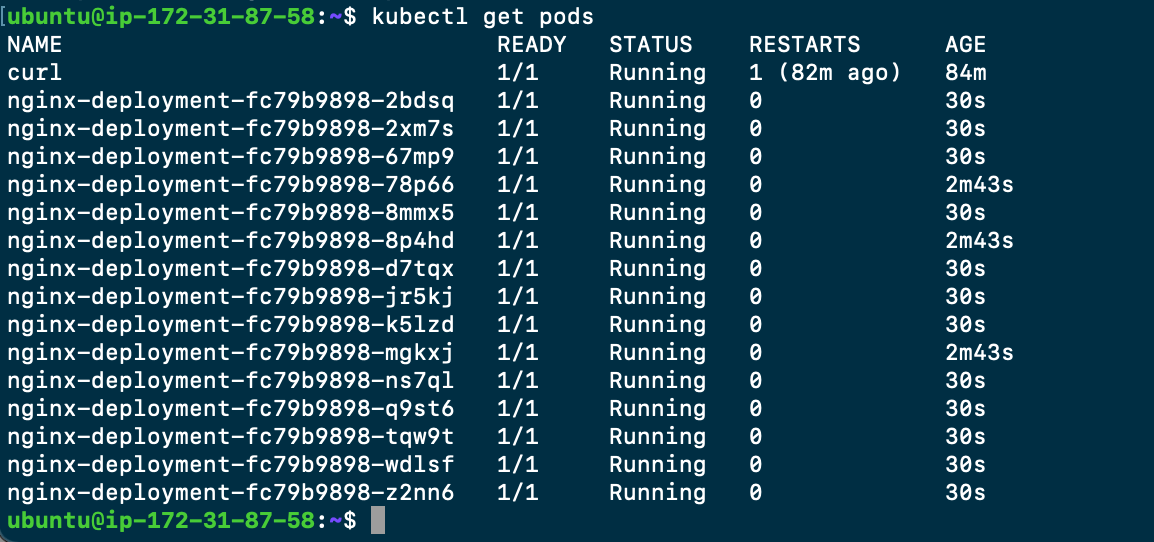 [ubuntu@ip-172-31-87-58:~$ kubectl get pods
NAME READY STATUS RESTARTS AGE
curl 1/1 Running 1 (82m ago) 84m
nginx-deployment-fc79b9898-2bdsq 1/1 Running 0 30s
nginx-deployment-fc79b9898-2xm7s 1/1 Running 0 30s
nginx-deployment-fc79b9898-67mp9 1/1 Running 0 30s
nginx-deployment-fc79b9898-78p66 1/1 Running 0 2m43s
nginx-deployment-fc79b9898-8mmx5 1/1 Running 0 30s
nginx-deployment-fc79b9898-8p4hd 1/1 Running 0 2m43s
nginx-deployment-fc79b9898-d7tqx 1/1 Running 0 30s
nginx-deployment-fc79b9898-jr5kj 1/1 Running 0 30s
nginx-deployment-fc79b9898-k5lzd 1/1 Running 0 30s
nginx-deployment-fc79b9898-mgkxj 1/1 Running 0 2m43s
nginx-deployment-fc79b9898-ns7ql 1/1 Running 0 30s
nginx-deployment-fc79b9898-q9st6 1/1 Running 0 30s
nginx-deployment-fc79b9898-tqw9t 1/1 Running 0 30s
nginx-deployment-fc79b9898-wdlsf 1/1 Running 0 30s
nginx-deployment-fc79b9898-z2nn6 1/1 Running 0 30s
ubuntu@ip-172-31-87-58:~$